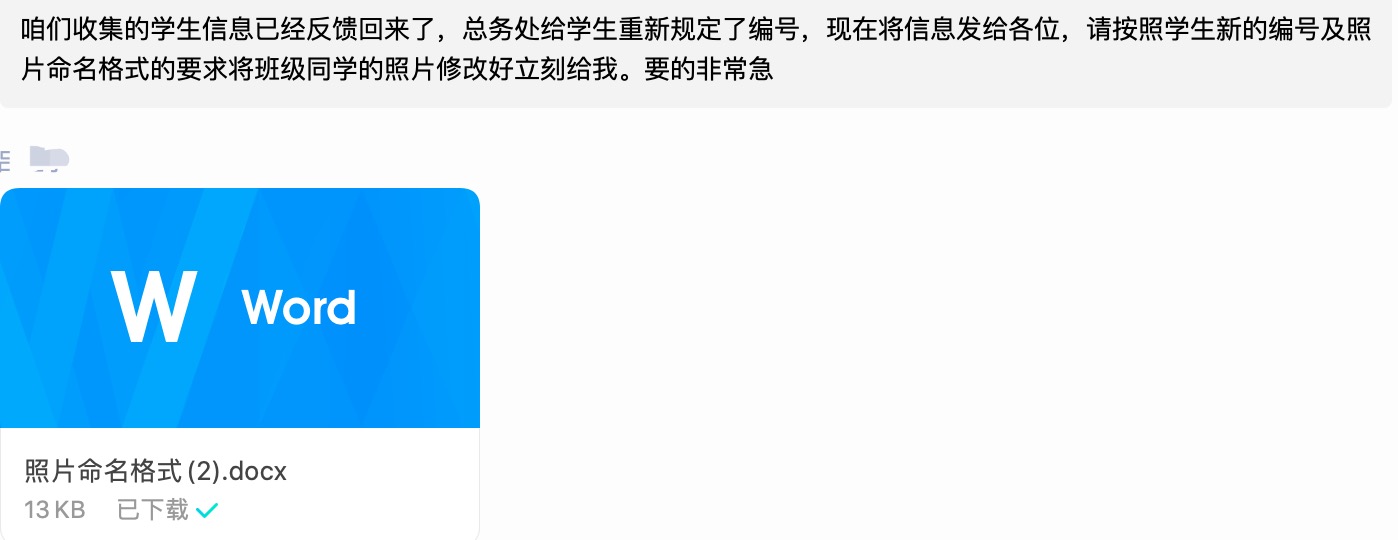 咱们收集的学生信息已经反馈回来了，总务处给学生重新规定了编号，现在将信息发给各位，请按照学生新的编号及照
片命名格式的要求将班级同学的照片修改好立刻给我。要的非常急
W Word
照片命名格式 (2).docx
13 KB 已下载